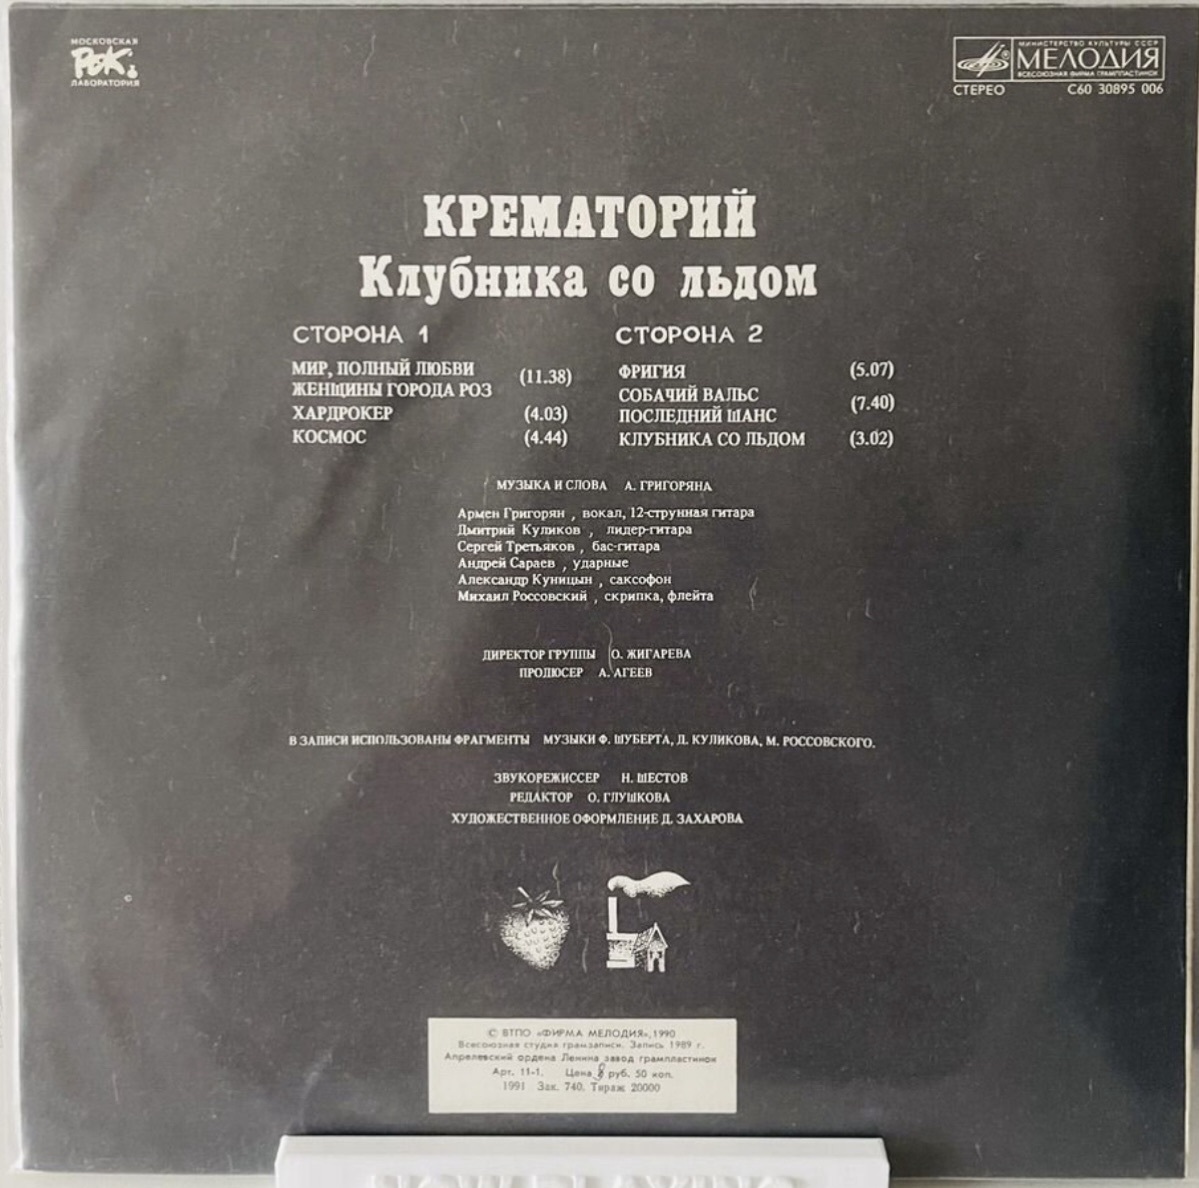 МОСКОВСКАЯ
РОК
ЛАБОРАТОРИЯ
МИНИСТЕРСТВО КУЛЬТУРЫ СССР
МЕЛОДИЯ
ВСЕСОЮЗНАЯ ФИРМА ГРАМПЛАСТИНОК
СТЕРЕО С60 30895 006
КРЕМАТОРИЙ
Клубника со льдом
СТОРОНА 1
МИР, ПОЛНЫЙ ЛЮБВИ
ЖЕНЩИНЫ ГОРОДА РОЗ (11.38)
ХАРДРОКЕР (4.03)
КОСМОС (4.44)
СТОРОНА 2
ФРИГИЯ (5.07)
СОБАЧИЙ ВАЛЬС
ПОСЛЕДНИЙ ШАНС (7.40)
КЛУБНИКА СО ЛЬДОМ (3.02)
МУЗЫКА И СЛОВА А. ГРИГОРЯНА
Армен Григорян , вокал, 12-струнная гитара
Дмитрий Куликов , лидер-гитара
Сергей Третьяков , бас-гитара
Андрей Сараев , ударные
Александр Куницын , саксофон
Михаил Россовский , скрипка, флейта
ДИРЕКТОР ГРУППЫ О. ЖИГАРЕВА
ПРОДЮСЕР А. АГЕЕВ
В ЗАПИСИ ИСПОЛЬЗОВАНЫ ФРАГМЕНТЫ МУЗЫКИ Ф. ШУБЕРТА, Д. КУЛИКОВА, М. РОССОВСКОГО.
ЗВУКОРЕЖИССЕР Н. ШЕСТОВ
РЕДАКТОР О. ГЛУШКОВА
ХУДОЖЕСТВЕННОЕ ОФОРМЛЕНИЕ Д. ЗАХАРОВА
© ВТПО «ФИРМА МЕЛОДИЯ», 1990
Всесоюзная студия грамзаписи. Запись 1989 г.
Апрелевский ордена Ленина завод грампластинок
Арт. 11-1. Цена 8 руб. 50 коп.
1991 Зак. 740. Тираж 20000
NOW PLAYING